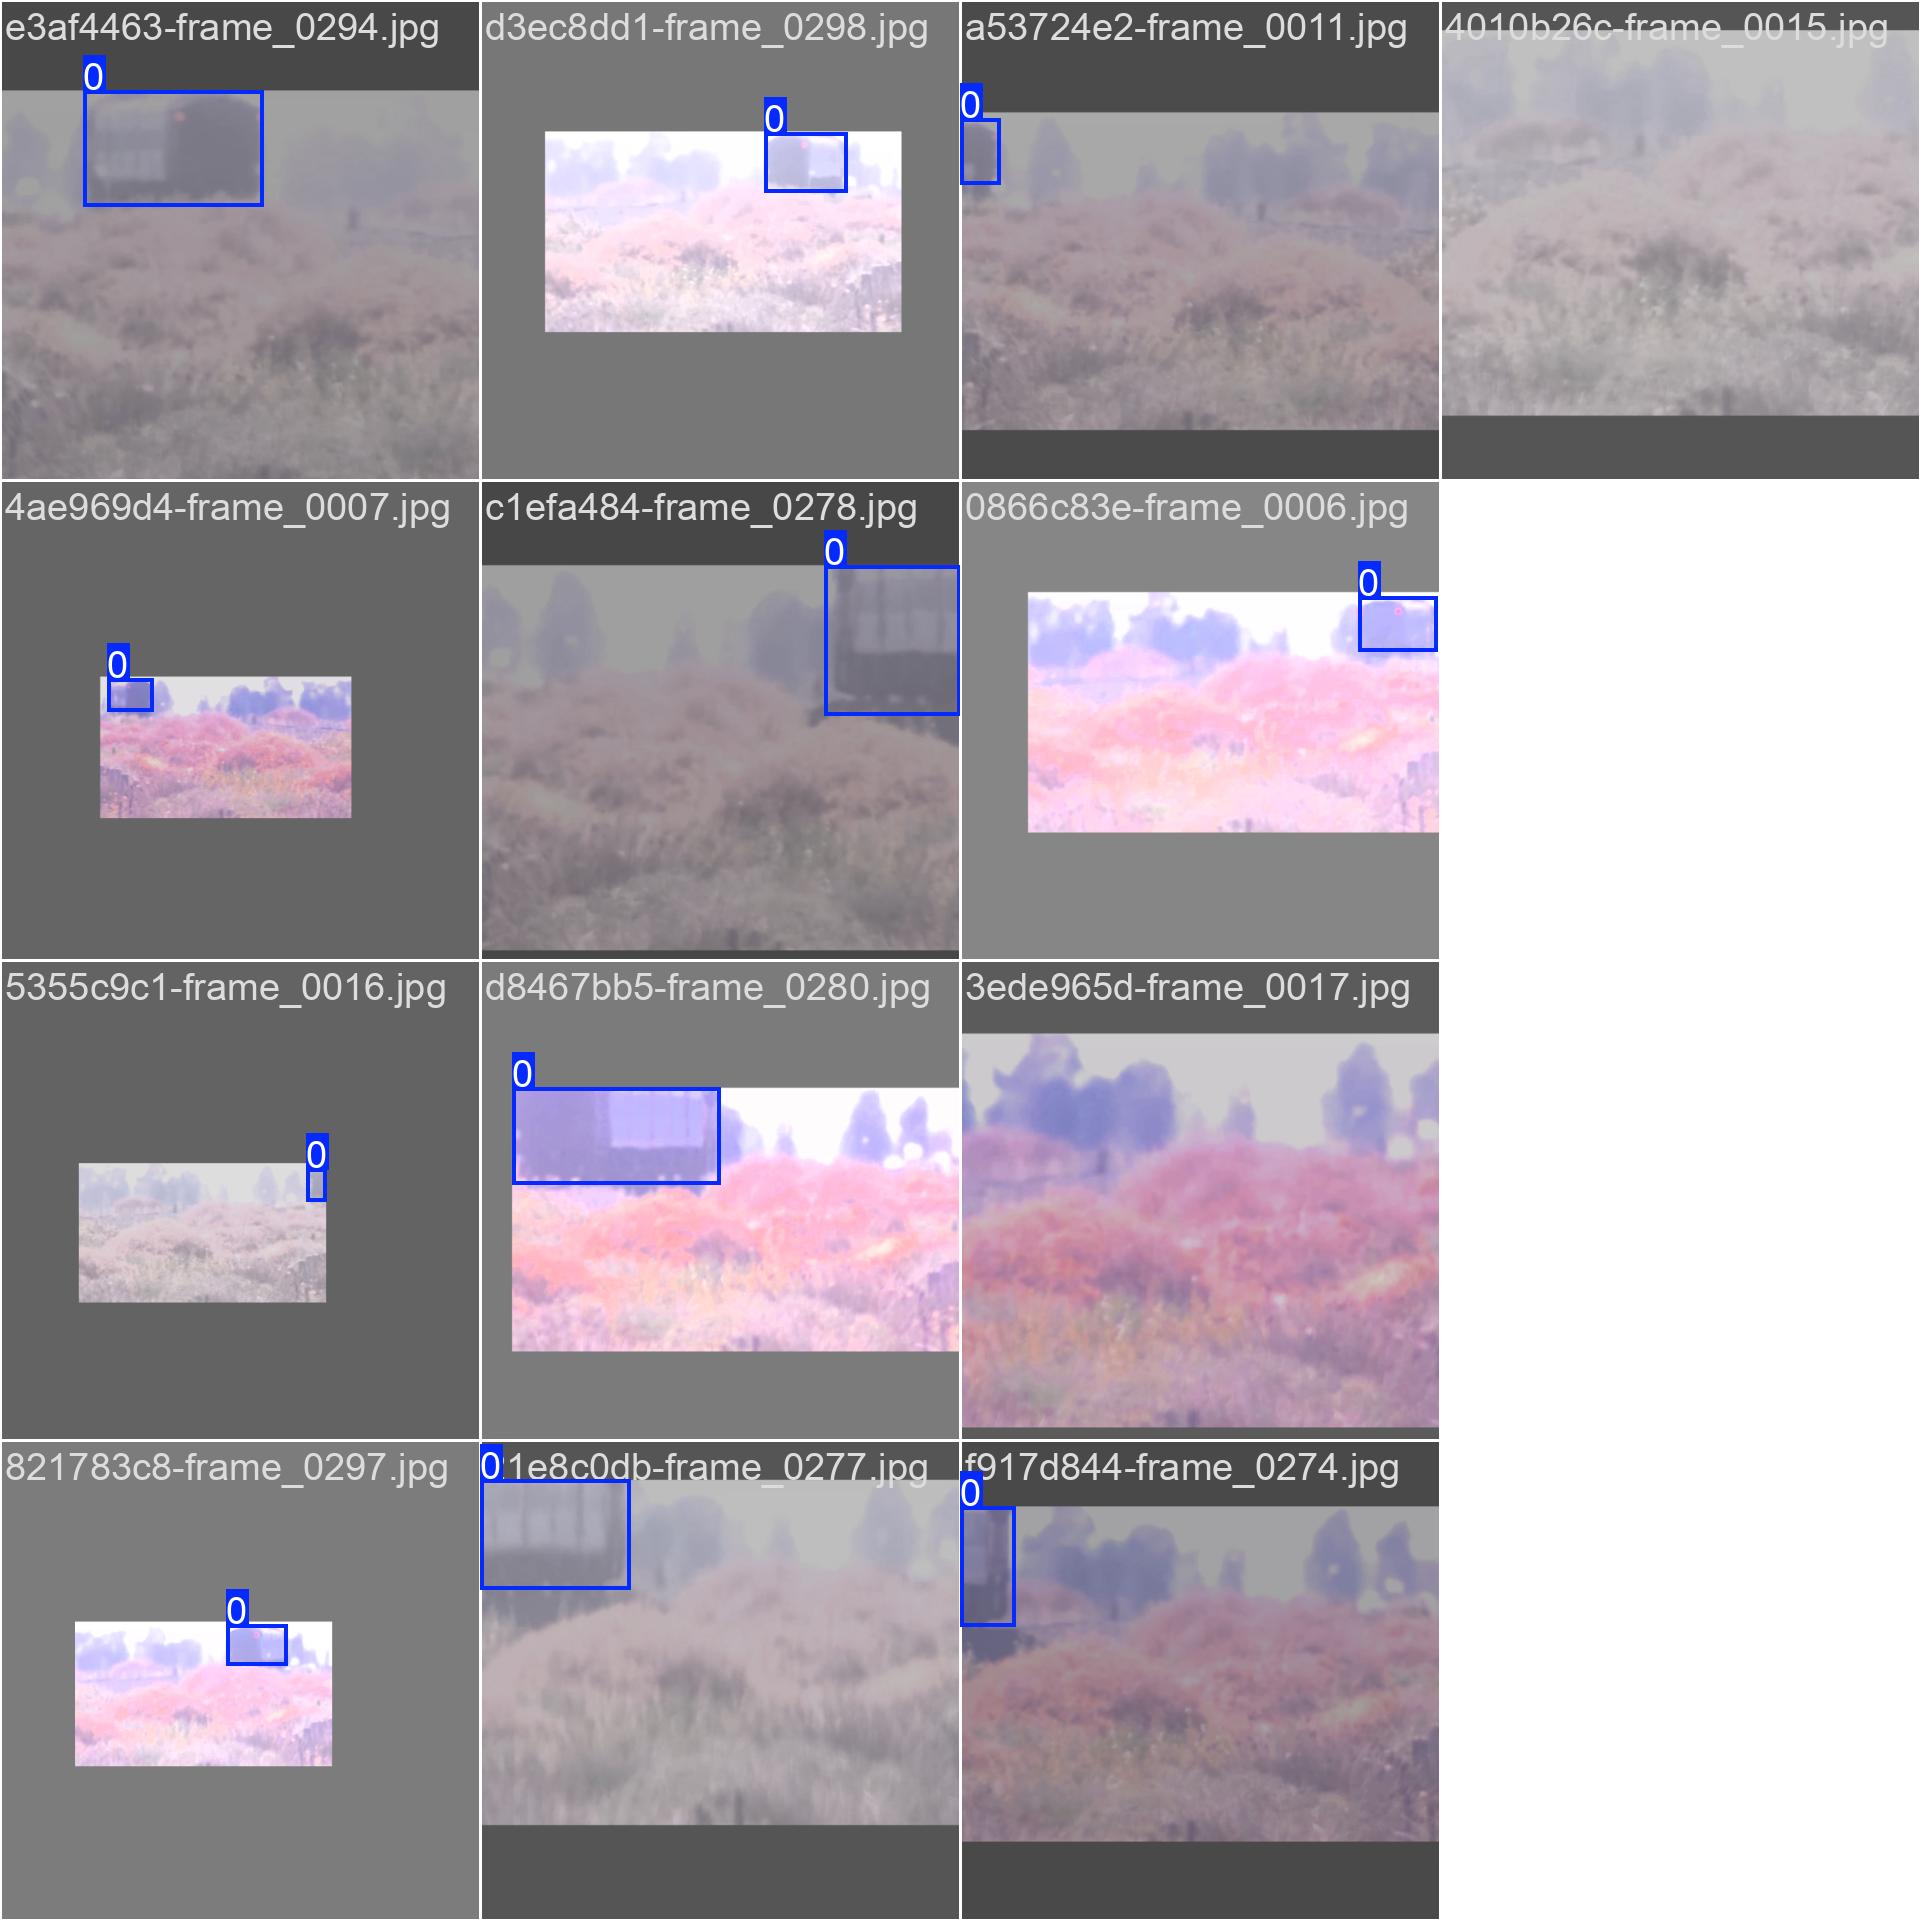 e3af4463-frame_0294.jpg
0
d3ec8dd1-frame_0298.jpg
0
a53724e2-frame_0011.jpg
0
4010b26c-frame_0015.jpg
4ae969d4-frame_0007.jpg
0
c1efa484-frame_0278.jpg
0
0866c83e-frame_0006.jpg
0
5355c9c1-frame_0016.jpg
0
d8467bb5-frame_0280.jpg
0
3ede965d-frame_0017.jpg
821783c8-frame_0297.jpg
0
0
1e8c0db-frame_0277.jpg
f917d844-frame_0274.jpg
0